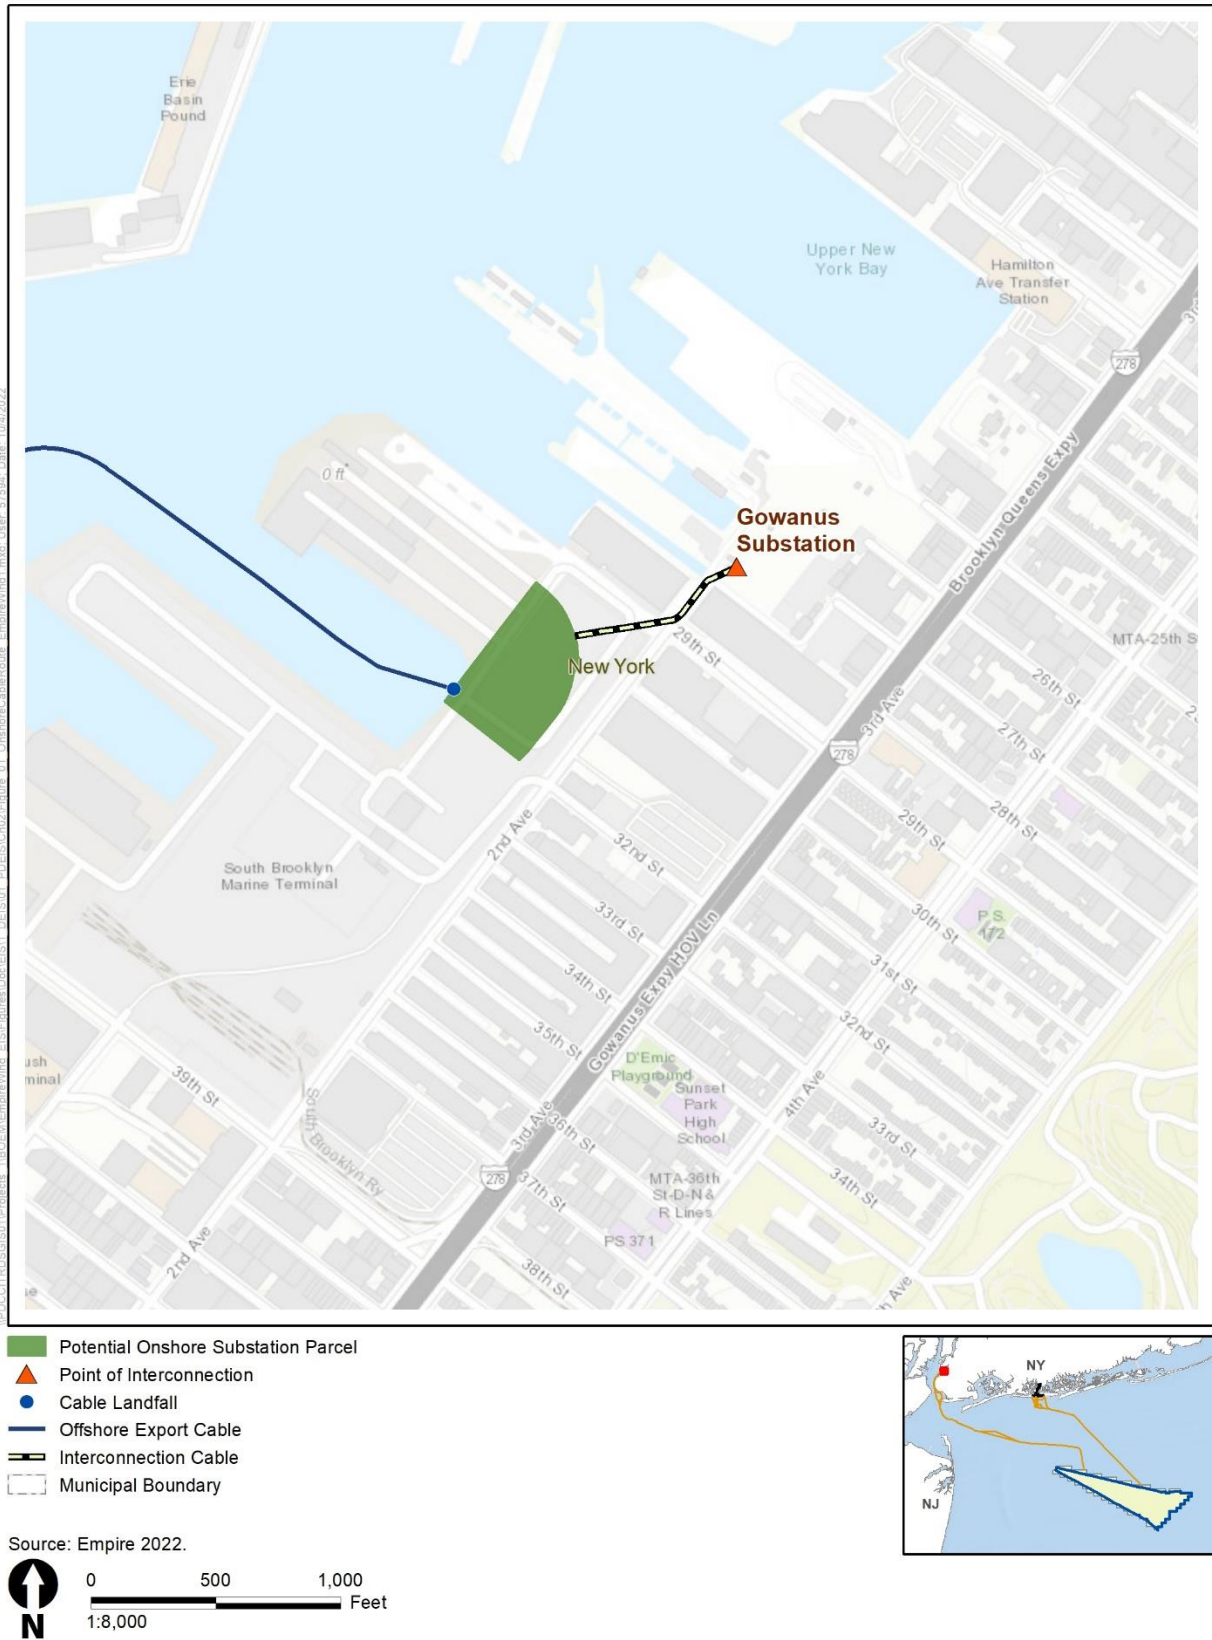 Erie
Basin
Pound
Upper New
York Bay
Hamilton
Ave Transfer
Station
278
Brooklyn Queens Expy
0 ft
Gowanus
Substation
MTA-25th S
29th St
New York
26th St
3rd Ave
27th St
278
28th St
29th St
2nd Ave
South Brooklyn
Marine Terminal
32nd St
30th St
P.S.
172
33rd St
31st St
34th St
Gowanus Expy HOV Ln
32nd St
35th St
D'Emic
Playground
Sunset
Park
High
School
4th Ave
39th St
South Brooklyn Ry
3rd Ave
36th St
33rd St
278
37th St
MTA-36th
St-D-N &
R Lines
34th St
PS 371
2nd Ave
38th St
Potential Onshore Substation Parcel
Point of Interconnection
Cable Landfall
Offshore Export Cable
Interconnection Cable
Municipal Boundary
NY
NJ
Source: Empire 2022.
N
0 500 1,000
Feet
1:8,000